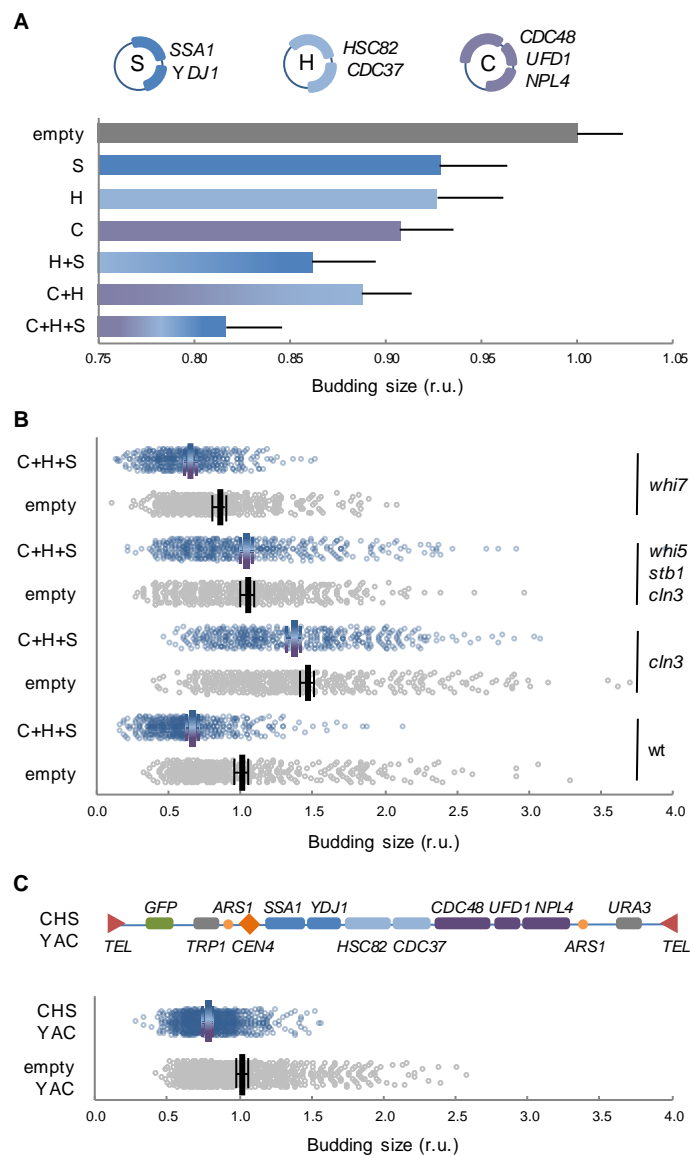 A
S
SSA1
YDJ1
H
HSC82
CDC37
C
CDC48
UFD1
NPL4
empty
S
H
C
H+S
C+H
C+H+S
0.75 0.80 0.85 0.90 0.95 1.00 1.05
Budding size (r.u.)
B
C+H+S
empty
whi7
C+H+S
empty
whi5
stb1
cln3
C+H+S
empty
cln3
C+H+S
empty
wt
0.0 0.5 1.0 1.5 2.0 2.5 3.0 3.5 4.0
Budding size (r.u.)
C
CHS
YAC
GFP ARS1 SSA1 YDJ1 CDC48 UFD1 NPL4 URA3
TEL TRP1 CEN4 HSC82 CDC37 ARS1 TEL
CHS
YAC
empty
YAC
0.0 0.5 1.0 1.5 2.0 2.5 3.0 3.5 4.0
Budding size (r.u.)